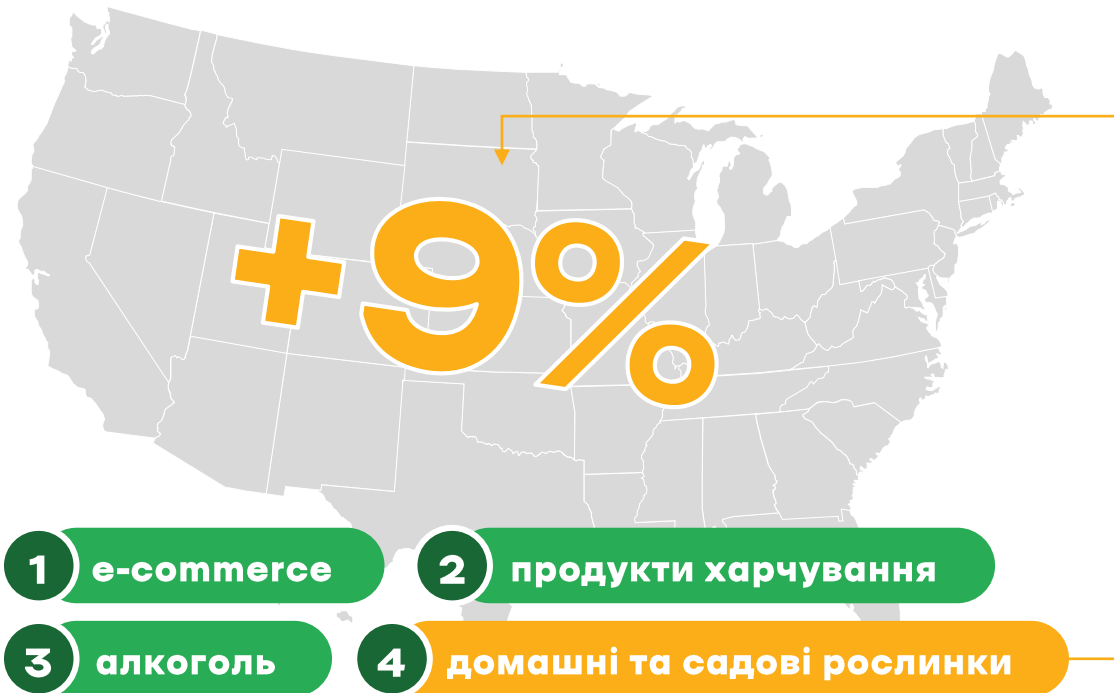 +9%
1 e-commerce
2 продукти харчування
3 алкоголь
4 домашні та садові рослинки